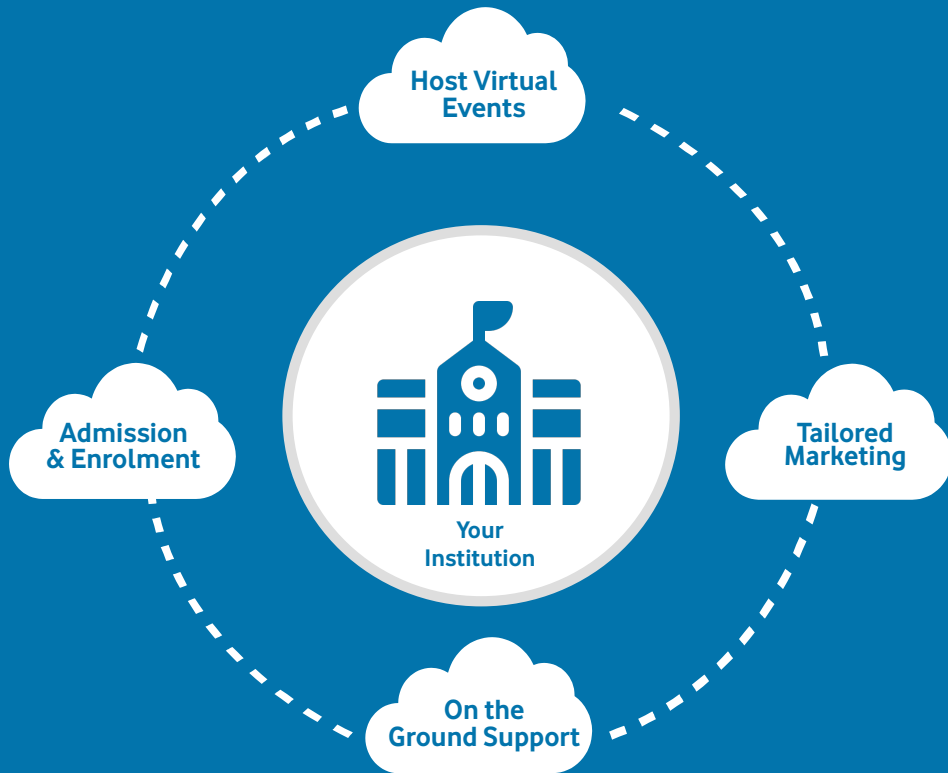 Host Virtual
Events
Admission
& Enrolment
Tailored
Marketing
Your
Institution
On the
Ground Support